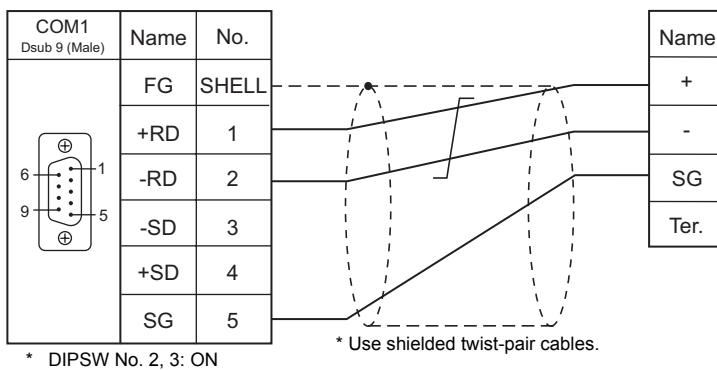 COM1
Dsub 9 (Male)
Name No.
FG SHELL
+RD 1
-RD 2
-SD 3
+SD 4
SG 5
6
1
9
5
* DIPSW No. 2, 3: ON
* Use shielded twist-pair cables.
Name
+
-
SG
Ter.